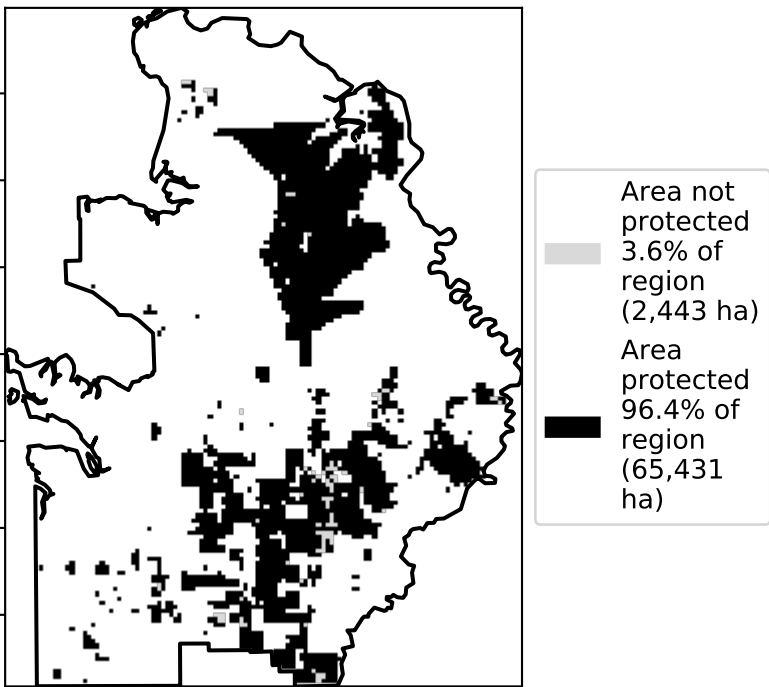 Area not
protected
3.6% of
region
(2,443 ha)
Area
protected
96.4% of
region
(65,431
ha)